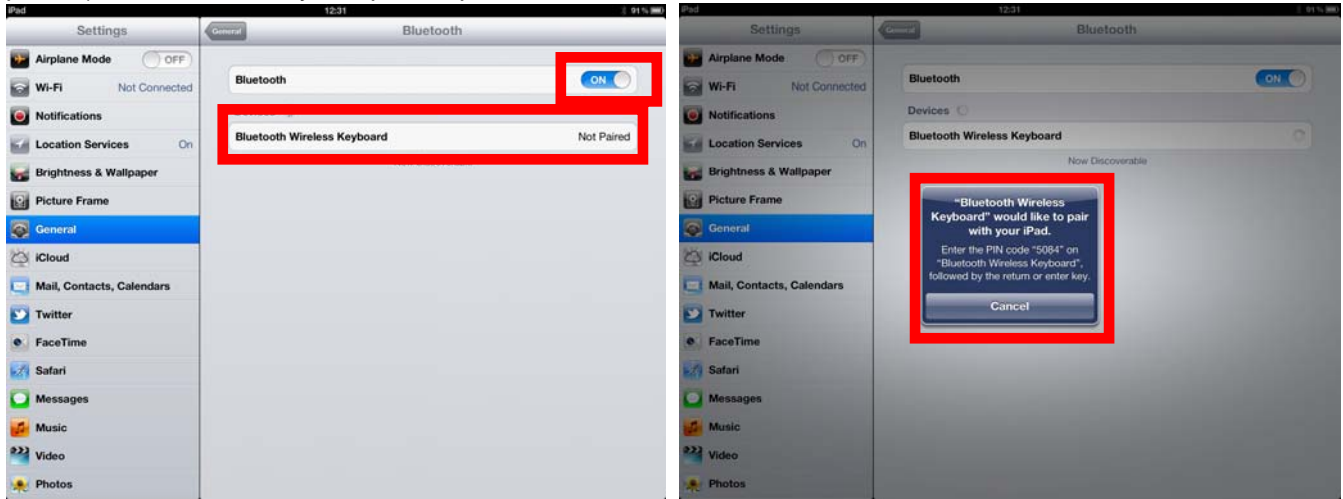 iPad 12:31 91%
Settings General Bluetooth
Airplane Mode OFF
Wi-Fi Not Connected
Notifications
Location Services On
Brightness & Wallpaper
Picture Frame
General
iCloud
Mail, Contacts, Calendars
Twitter
FaceTime
Safari
Messages
Music
Video
Photos
Bluetooth ON
Bluetooth Wireless Keyboard Not Paired
iPad 12:31 91%
Settings General Bluetooth
Airplane Mode OFF
Wi-Fi Not Connected
Notifications
Location Services On
Brightness & Wallpaper
Picture Frame
General
iCloud
Mail, Contacts, Calendars
Twitter
FaceTime
Safari
Messages
Music
Video
Photos
Bluetooth ON
Devices
Bluetooth Wireless Keyboard
Now Discoverable
"Bluetooth Wireless
Keyboard" would like to pair
with your iPad.
Enter the PIN code "5084" on
"Bluetooth Wireless Keyboard",
followed by the return or enter key.
Cancel